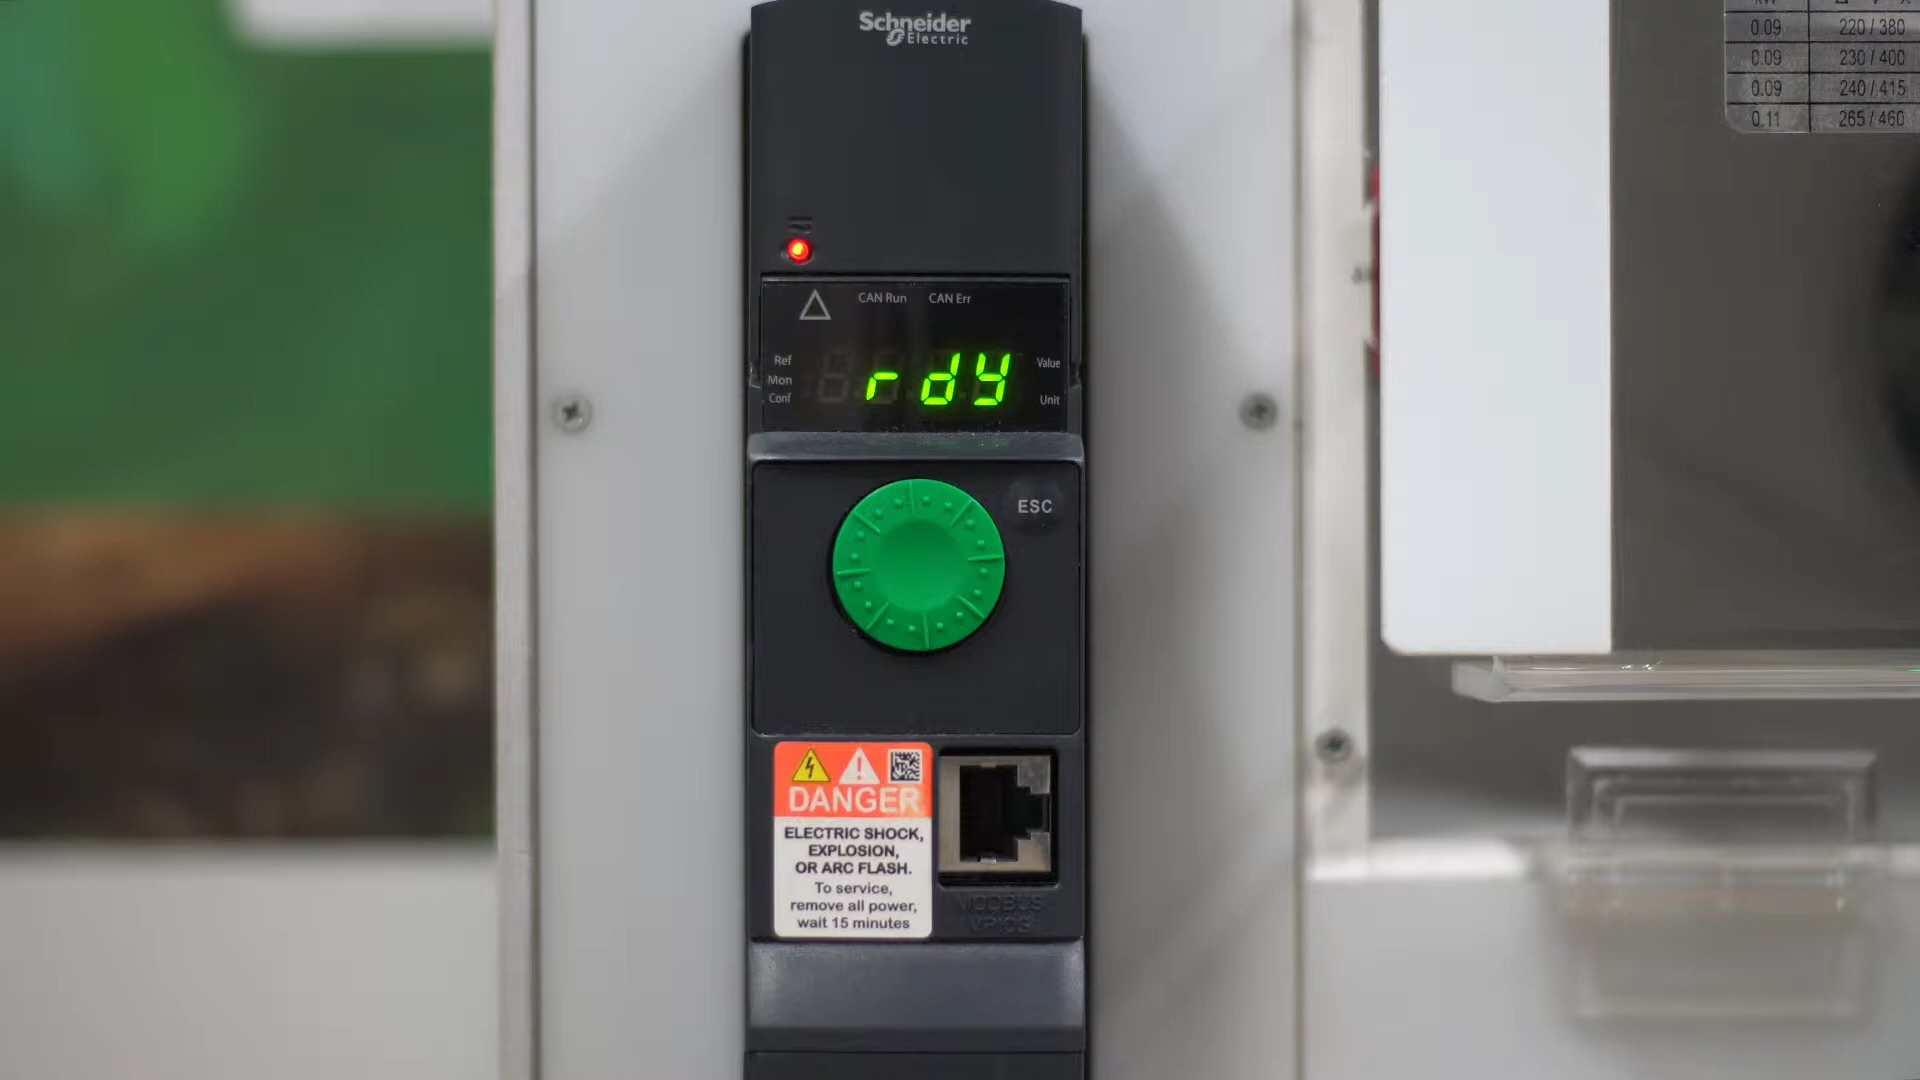 Schneider
Electric
CAN Run CAN Err
Ref
Mon
Conf
rdY
Value
Unit
ESC
DANGER
ELECTRIC SHOCK,
EXPLOSION,
OR ARC FLASH.
To service,
remove all power,
wait 15 minutes
MODBUS
0.09 220 / 380
0.09 230 / 400
0.09 240 / 415
0.11 265 / 460